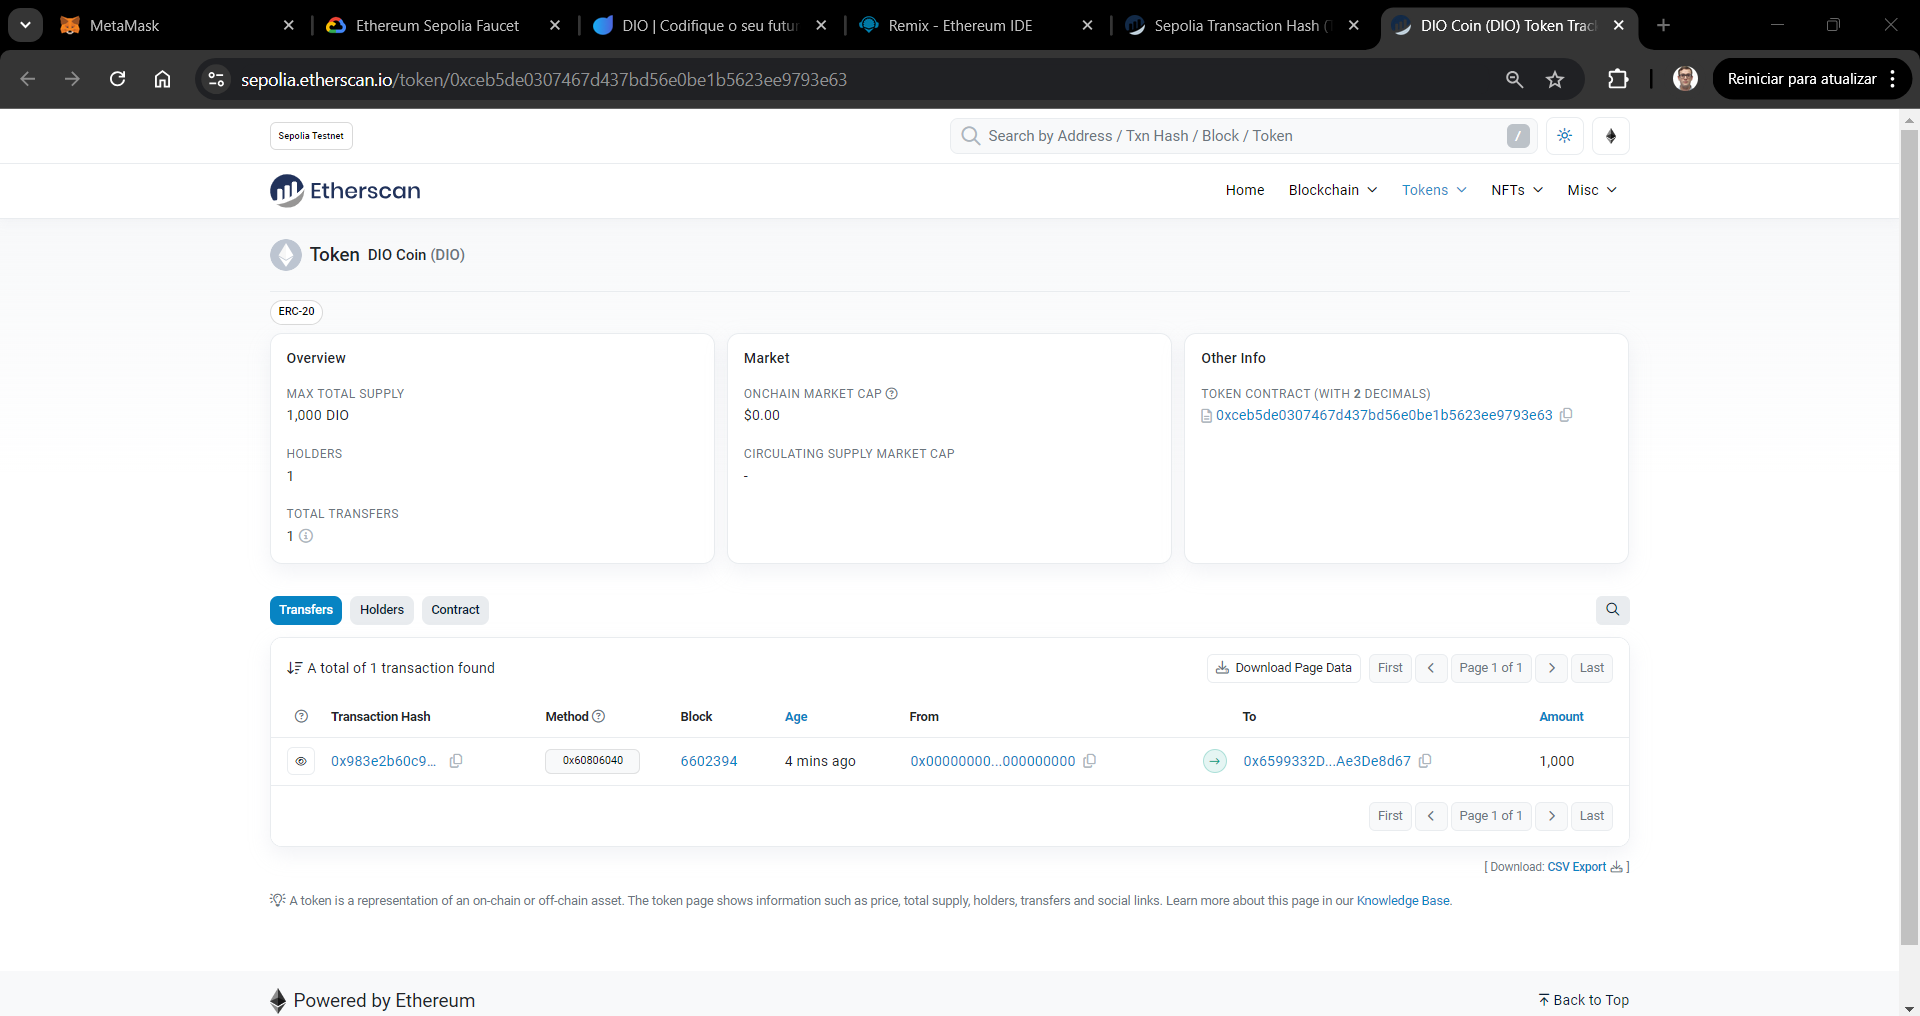 MetaMask
Ethereum Sepolia Faucet
DIO | Codifique o seu futur
Remix - Ethereum IDE
Sepolia Transaction Hash (T
DIO Coin (DIO) Token Trac
sepolia.etherscan.io/token/0xceb5de0307467d437bd56e0be1b5623ee9793e63
Reiniciar para atualizar
Sepolia Testnet
Search by Address / Txn Hash / Block / Token
/
Etherscan
Home
Blockchain
Tokens
NFTs
Misc
Token DIO Coin (DIO)
ERC-20
Overview
MAX TOTAL SUPPLY
1,000 DIO
HOLDERS
1
TOTAL TRANSFERS
1
Market
ONCHAIN MARKET CAP
$0.00
CIRCULATING SUPPLY MARKET CAP
-
Other Info
TOKEN CONTRACT (WITH 2 DECIMALS)
0xceb5de0307467d437bd56e0be1b5623ee9793e63
Transfers
Holders
Contract
A total of 1 transaction found
Download Page Data
First
Page 1 of 1
Last
Transaction Hash
Method
Block
Age
From
To
Amount
0x983e2b60c9...
0x60806040
6602394
4 mins ago
0x00000000...000000000
0x6599332D...Ae3De8d67
1,000
First
Page 1 of 1
Last
[ Download: CSV Export ]
A token is a representation of an on-chain or off-chain asset. The token page shows information such as price, total supply, holders, transfers and social links. Learn more about this page in our Knowledge Base.
Powered by Ethereum
Back to Top